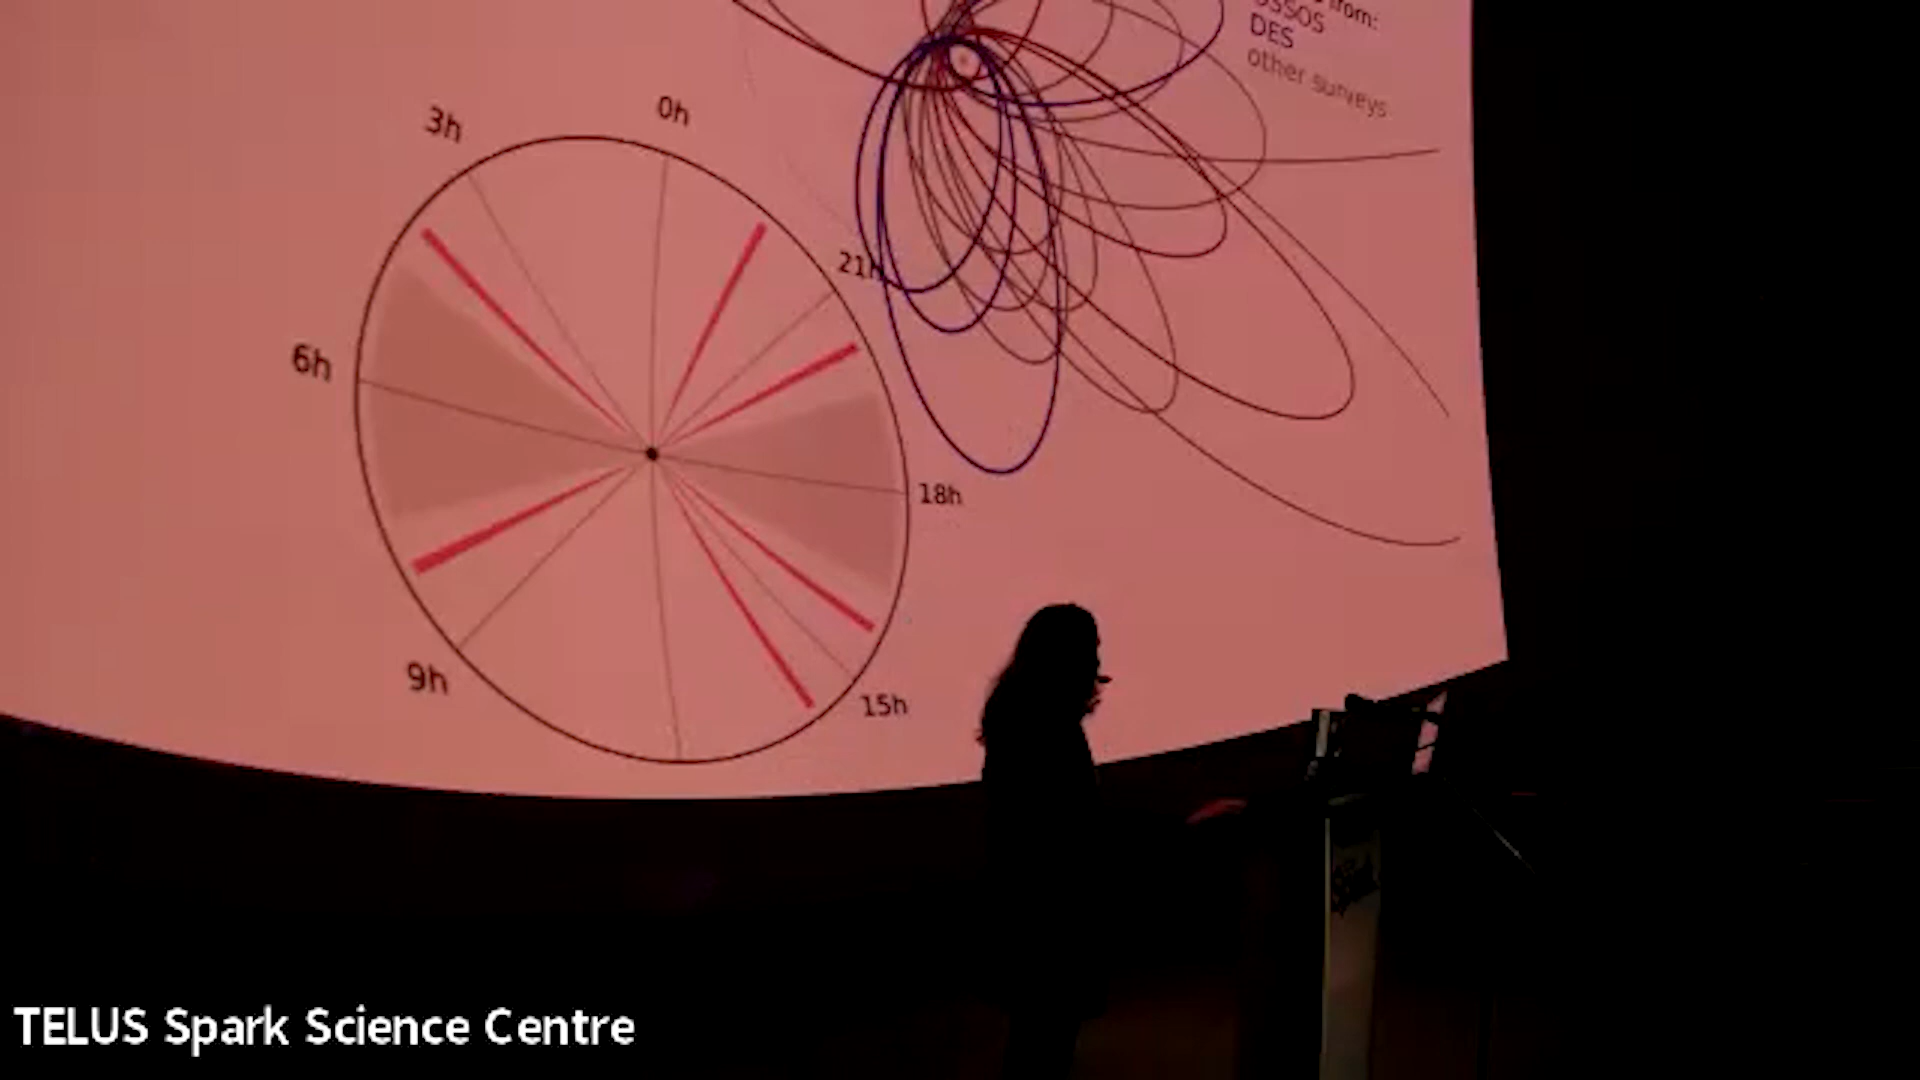 from:
OSSOS
DES
other surveys
0h
3h
21h
6h
18h
9h
15h
TELUS Spark Science Centre